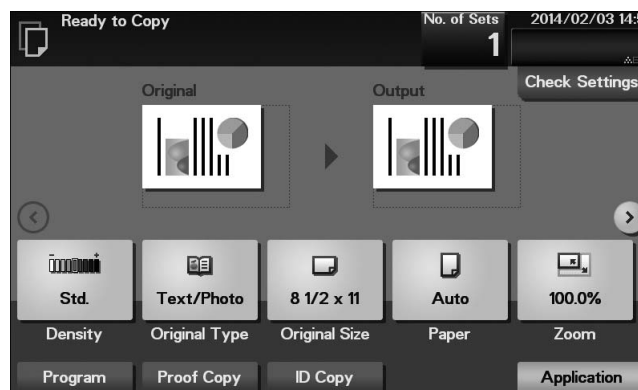 Ready to Copy
No. of Sets
1
2014/02/03 14:
Check Settings
Original
Output
Std.
Text/Photo
8 1/2 x 11
Auto
100.0%
Density
Original Type
Original Size
Paper
Zoom
Program
Proof Copy
ID Copy
Application